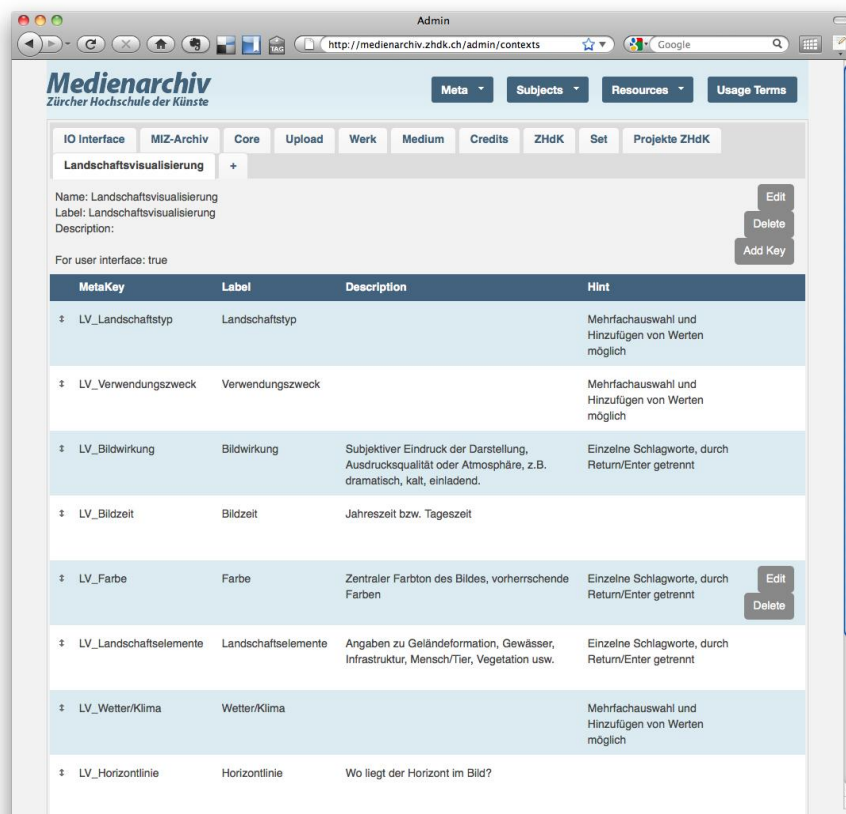 Admin
TAG
http://medienarchiv.zhdk.ch/admin/contexts
Google
Medienarchiv
Zürcher Hochschule der Künste
Meta
Subjects
Resources
Usage Terms
IO Interface
MIZ-Archiv
Core
Upload
Werk
Medium
Credits
ZHdK
Set
Projekte ZHdK
Landschaftsvisualisierung
+
Name: Landschaftsvisualisierung
Label: Landschaftsvisualisierung
Description:
For user interface: true
Edit
Delete
Add Key
MetaKey Label Description Hint
LV_Landschaftstyp
Landschaftstyp
Mehrfachauswahl und
Hinzufügen von Werten
möglich
LV_Verwendungszweck
Verwendungszweck
Mehrfachauswahl und
Hinzufügen von Werten
möglich
LV_Bildwirkung
Bildwirkung
Subjektiver Eindruck der Darstellung,
Ausdrucksqualität oder Atmosphäre, z.B.
dramatisch, kalt, einladend.
Einzelne Schlagworte, durch
Return/Enter getrennt
LV_Bildzeit
Bildzeit
Jahreszeit bzw. Tageszeit
LV_Farbe
Farbe
Zentraler Farbton des Bildes, vorherrschende
Farben
Einzelne Schlagworte, durch
Return/Enter getrennt
Edit
Delete
LV_Landschaftselemente
Landschaftselemente
Angaben zu Geländeformation, Gewässer,
Infrastruktur, Mensch/Tier, Vegetation usw.
Einzelne Schlagworte, durch
Return/Enter getrennt
LV_Wetter/Klima
Wetter/Klima
Mehrfachauswahl und
Hinzufügen von Werten
möglich
LV_Horizontlinie
Horizontlinie
Wo liegt der Horizont im Bild?